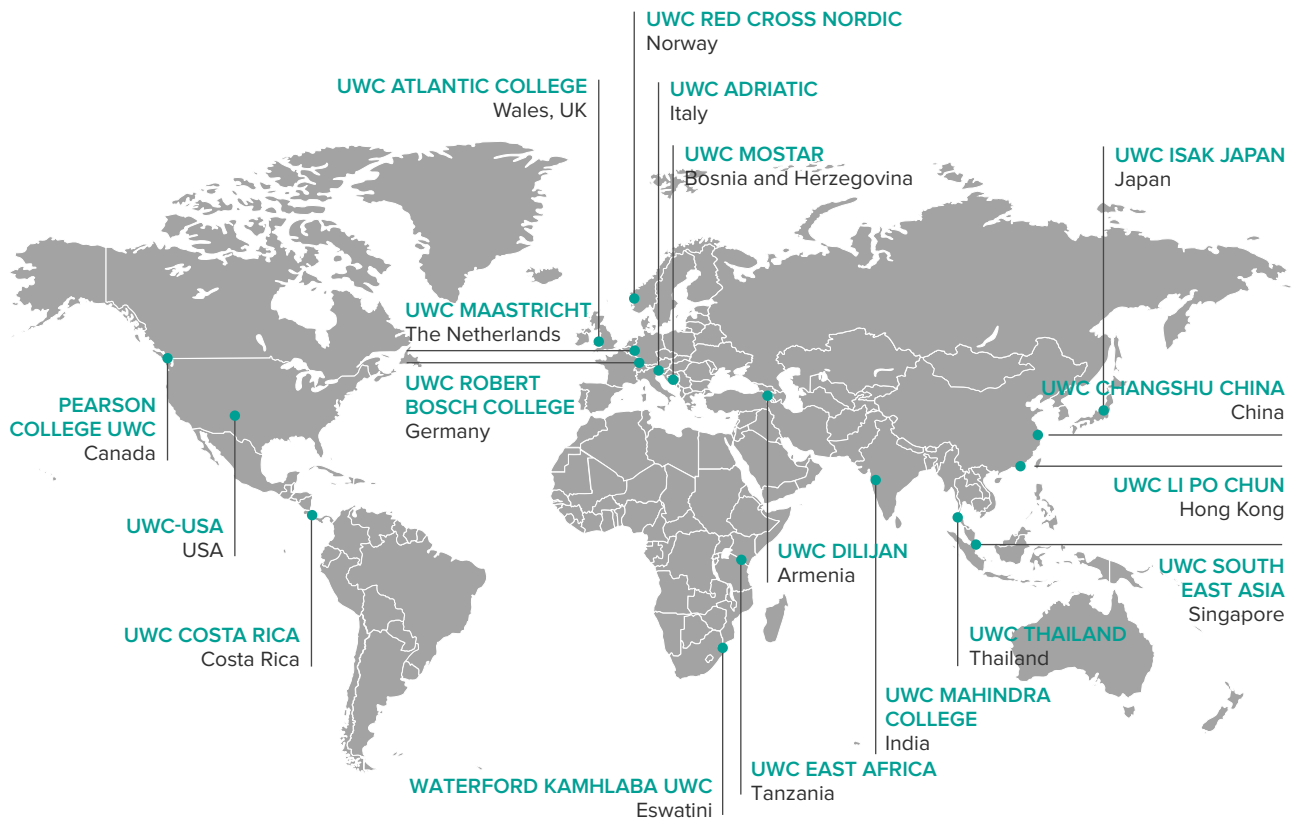 UWC RED CROSS NORDIC
Norway
UWC ATLANTIC COLLEGE
Wales, UK
UWC ADRIATIC
Italy
UWC MOSTAR
Bosnia and Herzegovina
UWC ISAK JAPAN
Japan
UWC MAASTRICHT
The Netherlands
UWC ROBERT
BOSCH COLLEGE
Germany
PEARSON
COLLEGE UWC
Canada
UWC CHANGSHU CHINA
China
UWC LI PO CHUN
Hong Kong
UWC-USA
USA
UWC DILIJAN
Armenia
UWC SOUTH
EAST ASIA
Singapore
UWC COSTA RICA
Costa Rica
UWC THAILAND
Thailand
UWC MAHINDRA
COLLEGE
India
UWC EAST AFRICA
Tanzania
WATERFORD KAMHLABA UWC
Eswatini